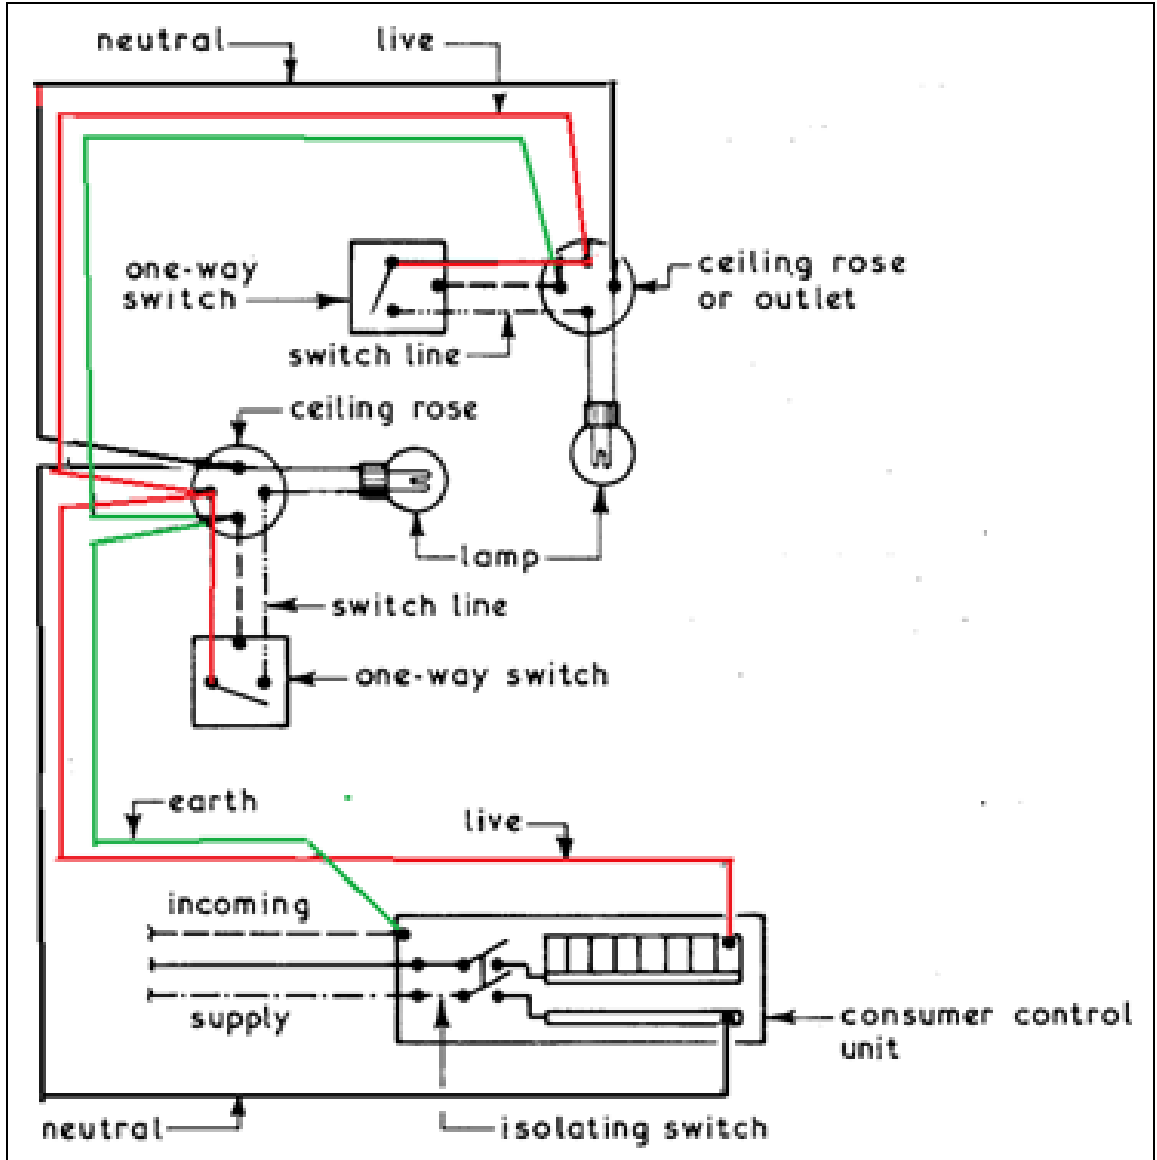 neutral
live
one-way
switch
ceiling rose
or outlet
switch line
ceiling rose
lamp
switch line
one-way switch
earth
live
incoming
supply
consumer control
unit
neutral
isolating switch